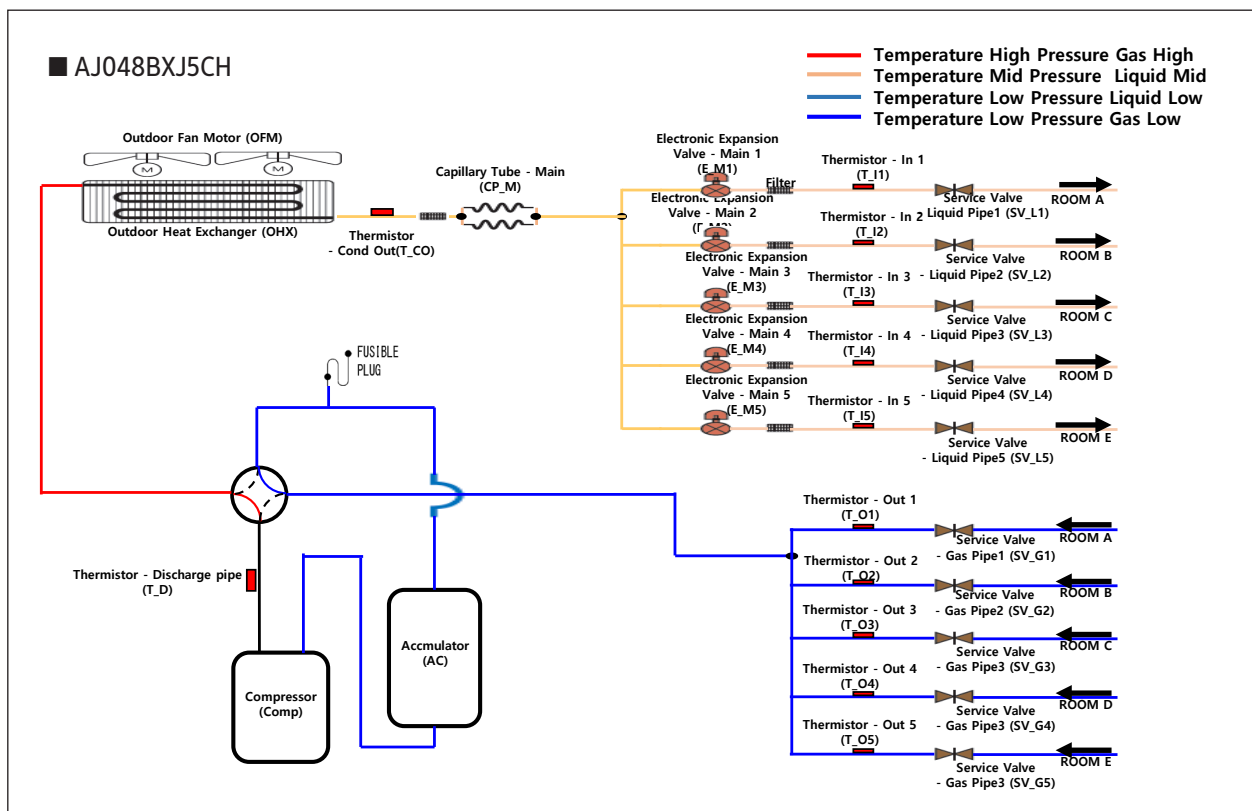 ■ AJ048BXJ5CH
Temperature High Pressure Gas High
Temperature Mid Pressure Liquid Mid
Temperature Low Pressure Liquid Low
Temperature Low Pressure Gas Low
Outdoor Fan Motor (OFM)
M
M
Outdoor Heat Exchanger (OHX)
Thermistor
- Cond Out(T_CO)
Capillary Tube - Main
(CP_M)
Electronic Expansion
Valve - Main 1
(E_M1)
Filter
Thermistor - In 1
(T_I1)
Service Valve
Liquid Pipe1 (SV_L1)
ROOM A
Electronic Expansion
Valve - Main 2
(E_M2)
Thermistor - In 2
(T_I2)
Service Valve
- Liquid Pipe2 (SV_L2)
ROOM B
Electronic Expansion
Valve - Main 3
(E_M3)
Thermistor - In 3
(T_I3)
Service Valve
- Liquid Pipe3 (SV_L3)
ROOM C
Electronic Expansion
Valve - Main 4
(E_M4)
Thermistor - In 4
(T_I4)
Service Valve
- Liquid Pipe4 (SV_L4)
ROOM D
Electronic Expansion
Valve - Main 5
(E_M5)
Thermistor - In 5
(T_I5)
Service Valve
- Liquid Pipe5 (SV_L5)
ROOM E
FUSIBLE
PLUG
Thermistor - Discharge pipe
(T_D)
Compressor
(Comp)
Accmulator
(AC)
Thermistor - Out 1
(T_O1)
Service Valve
- Gas Pipe1 (SV_G1)
ROOM A
Thermistor - Out 2
(T_O2)
Service Valve
- Gas Pipe2 (SV_G2)
ROOM B
Thermistor - Out 3
(T_O3)
Service Valve
- Gas Pipe3 (SV_G3)
ROOM C
Thermistor - Out 4
(T_O4)
Service Valve
- Gas Pipe3 (SV_G4)
ROOM D
Thermistor - Out 5
(T_O5)
Service Valve
- Gas Pipe3 (SV_G5)
ROOM E